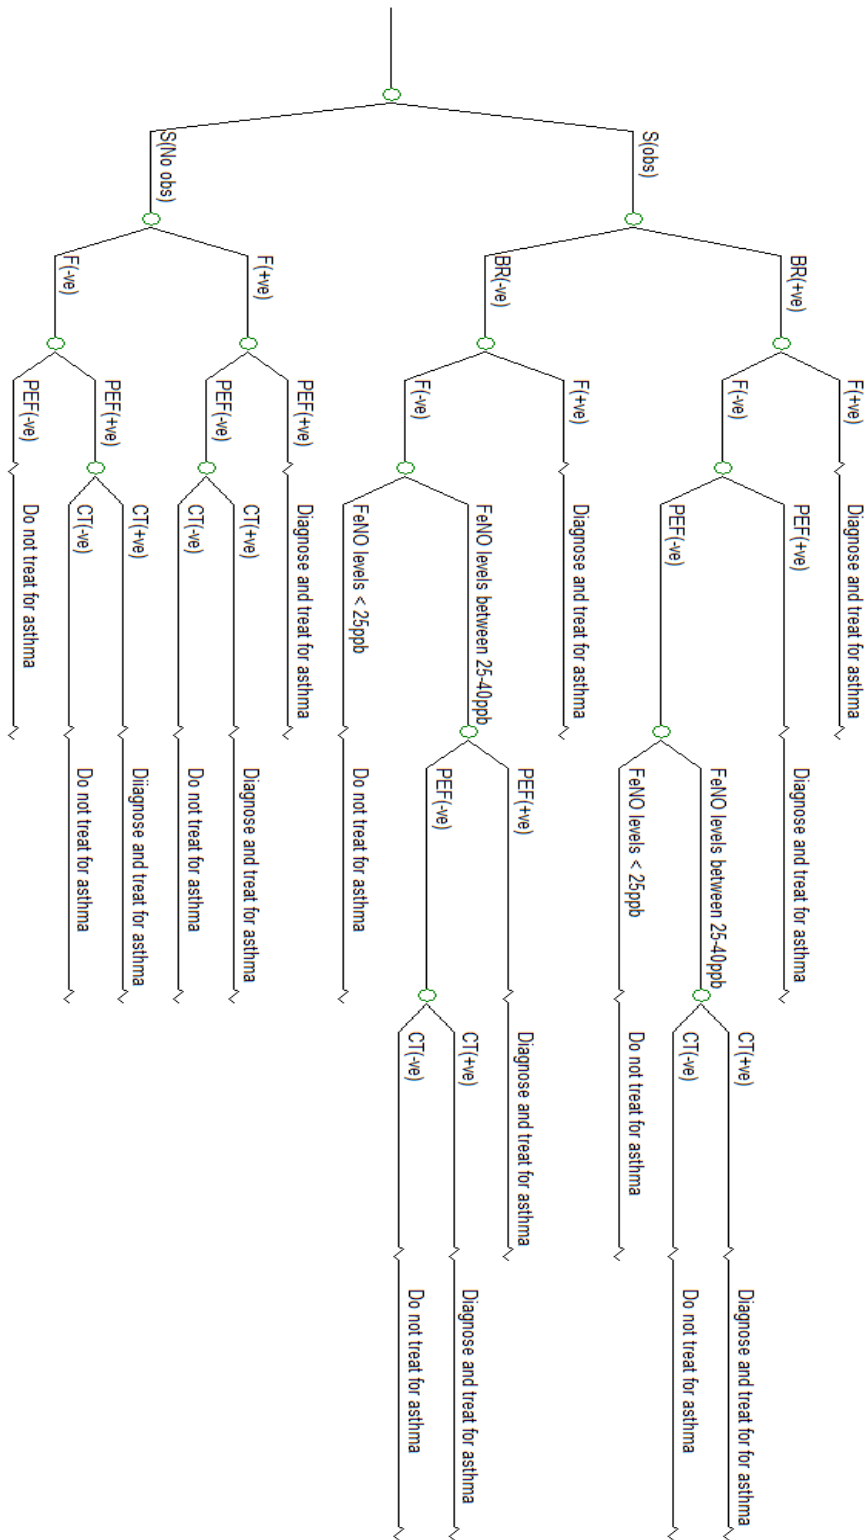 S(obs)
BR(+ve)
F(+ve)
Diagnose and treat for asthma
F(-ve)
PEF(+ve)
Diagnose and treat for asthma
PEF(-ve)
FeNO levels between 25-40ppb
CT(+ve)
Diagnose and treat for for asthma
CT(-ve)
Do not treat for asthma
FeNO levels < 25ppb
Do not treat for asthma
BR(-ve)
F(+ve)
Diagnose and treat for asthma
F(-ve)
FeNO levels between 25-40ppb
PEF(+ve)
Diagnose and treat for asthma
PEF(-ve)
CT(+ve)
Diagnose and treat for asthma
CT(-ve)
Do not treat for asthma
FeNO levels < 25ppb
Do not treat for asthma
S(No obs)
F(+ve)
PEF(+ve)
Diagnose and treat for asthma
PEF(-ve)
CT(+ve)
Diagnose and treat for asthma
CT(-ve)
Do not treat for asthma
F(-ve)
PEF(+ve)
CT(+ve)
Diiagnose and treat for asthma
CT(-ve)
Do not treat for asthma
PEF(-ve)
Do not treat for asthma